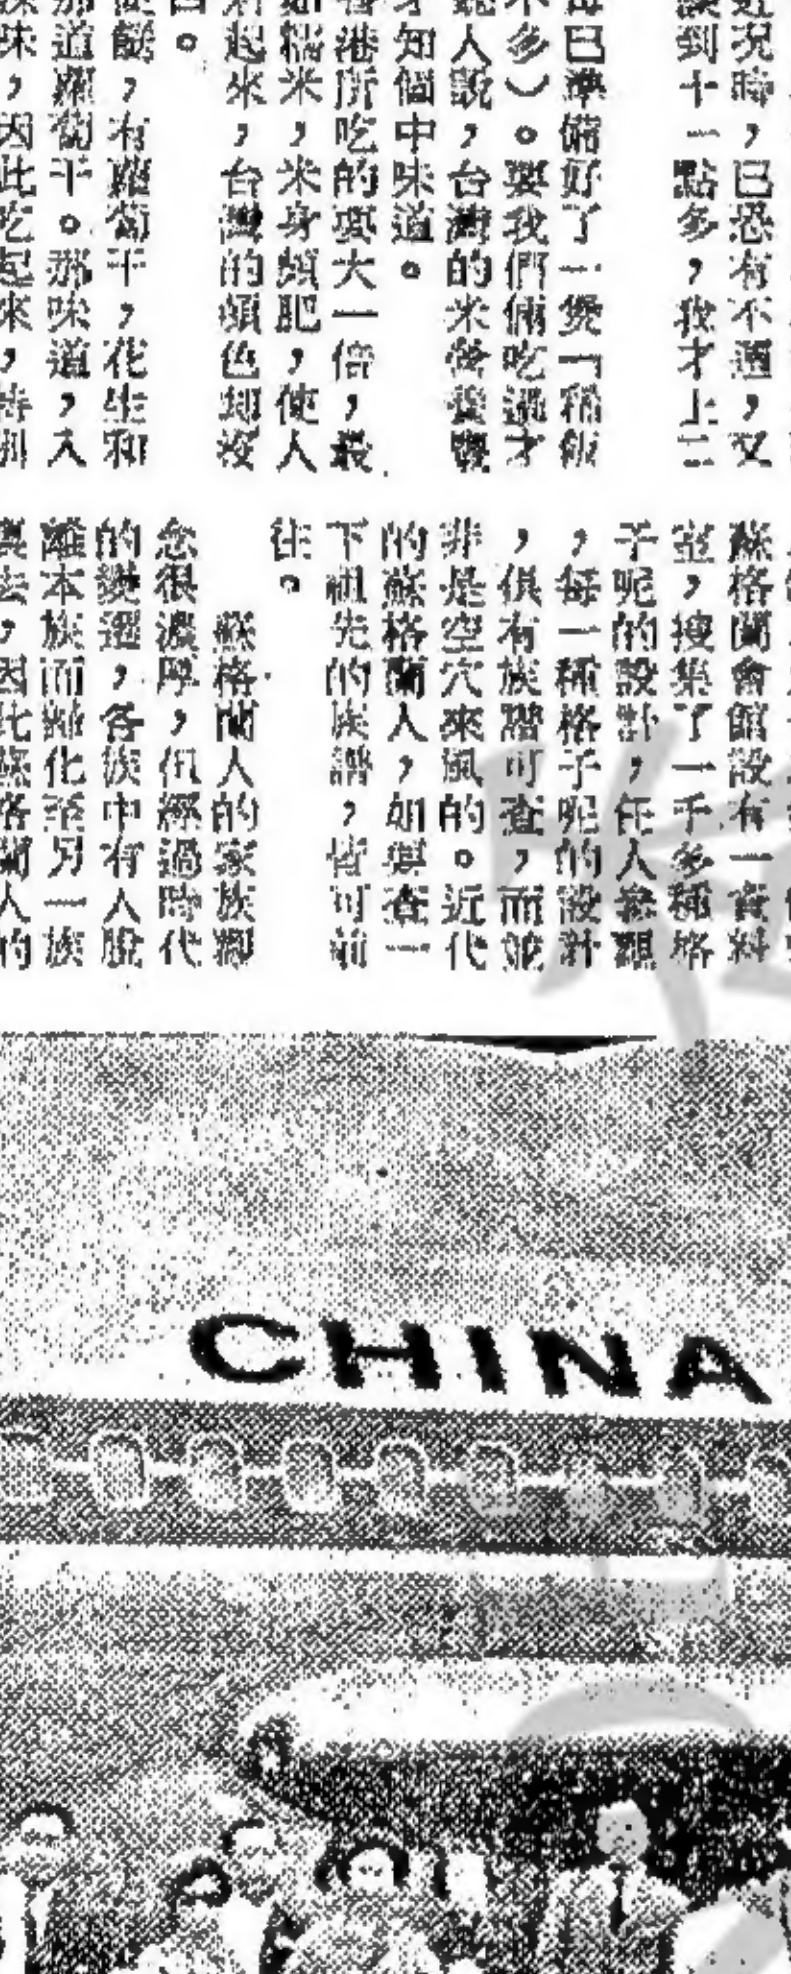 近況時，已恐有不適，又
談到十一點多，我才上二
每已準備好了一煲「稻飯
不多）。要我們倆吃過才
人說，台灣的米營養豐
才知個中味道。
香港所吃的要大一倍，最
如糯米，米身頗肥，使人
起來，台灣的顏色却沒
，有蘿蔔干，花生和
那道蘿蔔干。那味道，入
味，因此吃起來，特別
蘇格蘭會館設有一資料
室，搜集了一千多種格
子呢的設計，任人參觀
，每一種格子呢的設計
，俱有族譜可查，而並
非是空穴來風的。近代
的蘇格蘭人，如要查一
下祖先的族譜，皆可前
往。
蘇格蘭人的家族觀
念很濃厚，但經過時代
的變遷，各族中有人脫
離本族而歸化至另一族
去，因此蘇格蘭人的
CHINA